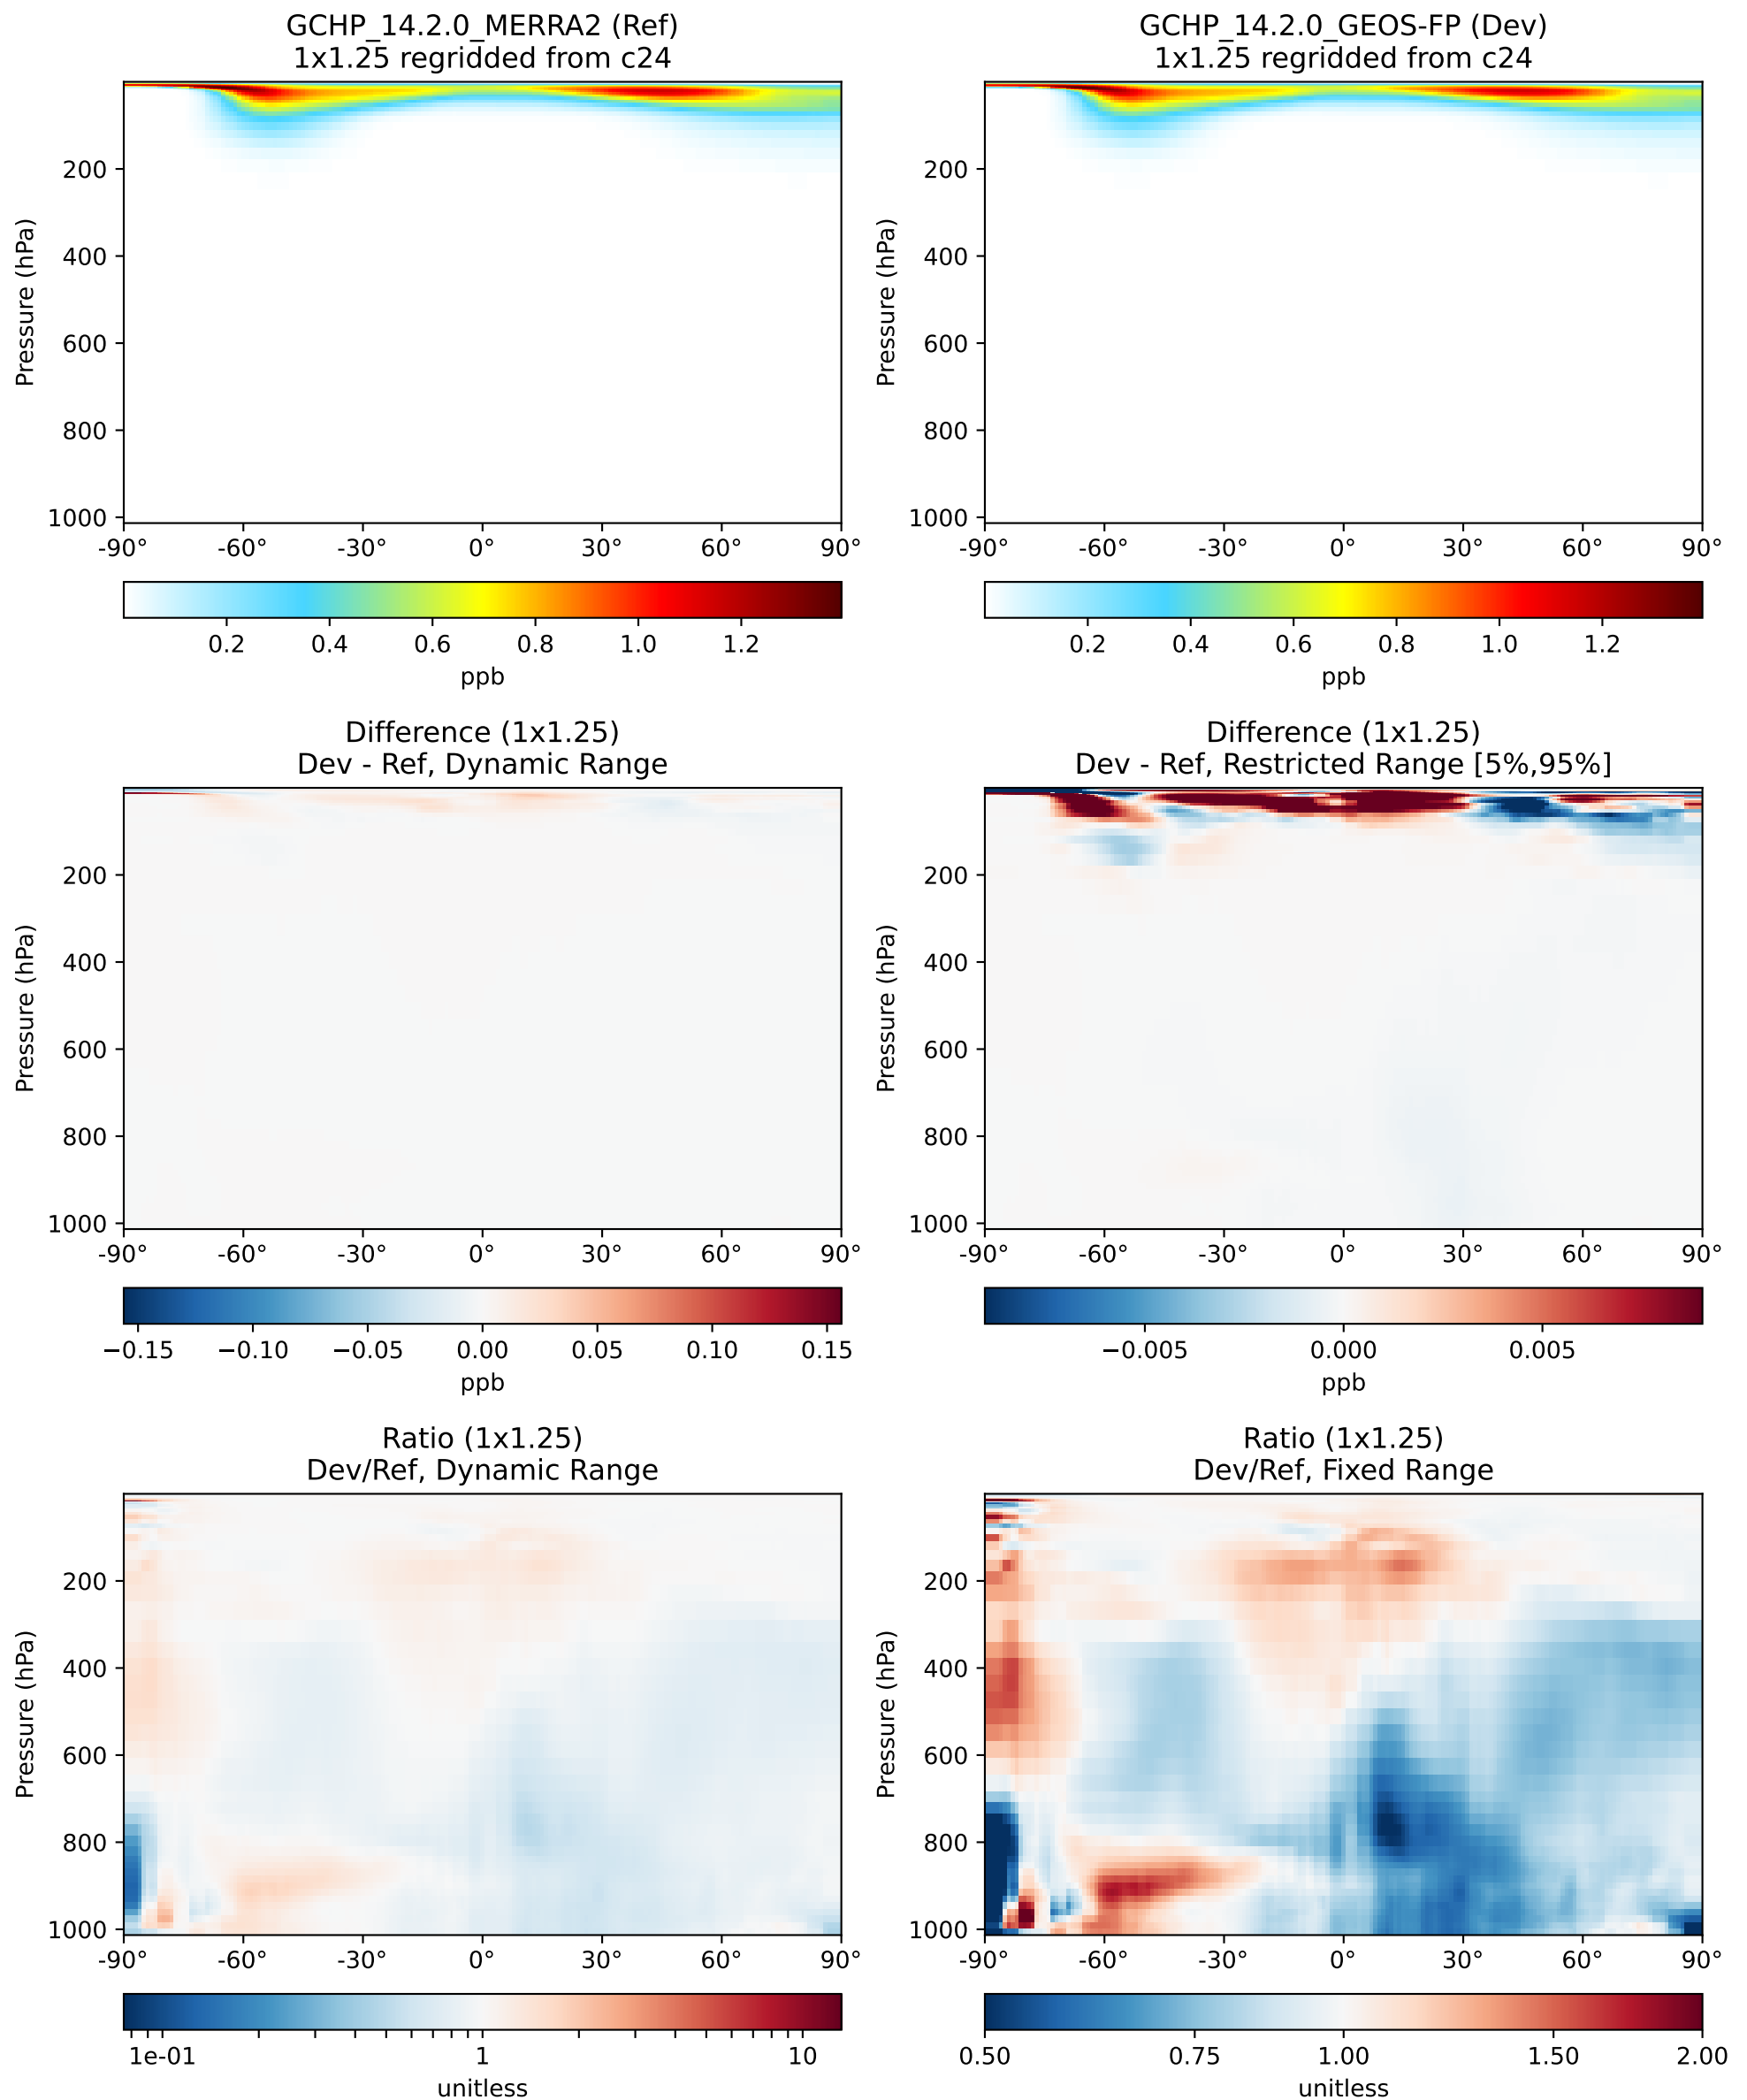 GCHP_14.2.0_MERRA2 (Ref)
1x1.25 regridded from c24
Pressure (hPa)
200
400
600
800
1000
-90° -60° -30° 0° 30° 60° 90°
0.2 0.4 0.6 0.8 1.0 1.2
ppb
GCHP_14.2.0_GEOS-FP (Dev)
1x1.25 regridded from c24
Pressure (hPa)
200
400
600
800
1000
-90° -60° -30° 0° 30° 60° 90°
0.2 0.4 0.6 0.8 1.0 1.2
ppb
Difference (1x1.25)
Dev - Ref, Dynamic Range
Pressure (hPa)
200
400
600
800
1000
-90° -60° -30° 0° 30° 60° 90°
−0.15 −0.10 −0.05 0.00 0.05 0.10 0.15
ppb
Difference (1x1.25)
Dev - Ref, Restricted Range [5%,95%]
Pressure (hPa)
200
400
600
800
1000
-90° -60° -30° 0° 30° 60° 90°
−0.005 0.000 0.005
ppb
Ratio (1x1.25)
Dev/Ref, Dynamic Range
Pressure (hPa)
200
400
600
800
1000
-90° -60° -30° 0° 30° 60° 90°
1e-01 1 10
unitless
Ratio (1x1.25)
Dev/Ref, Fixed Range
Pressure (hPa)
200
400
600
800
1000
-90° -60° -30° 0° 30° 60° 90°
0.50 0.75 1.00 1.50 2.00
unitless